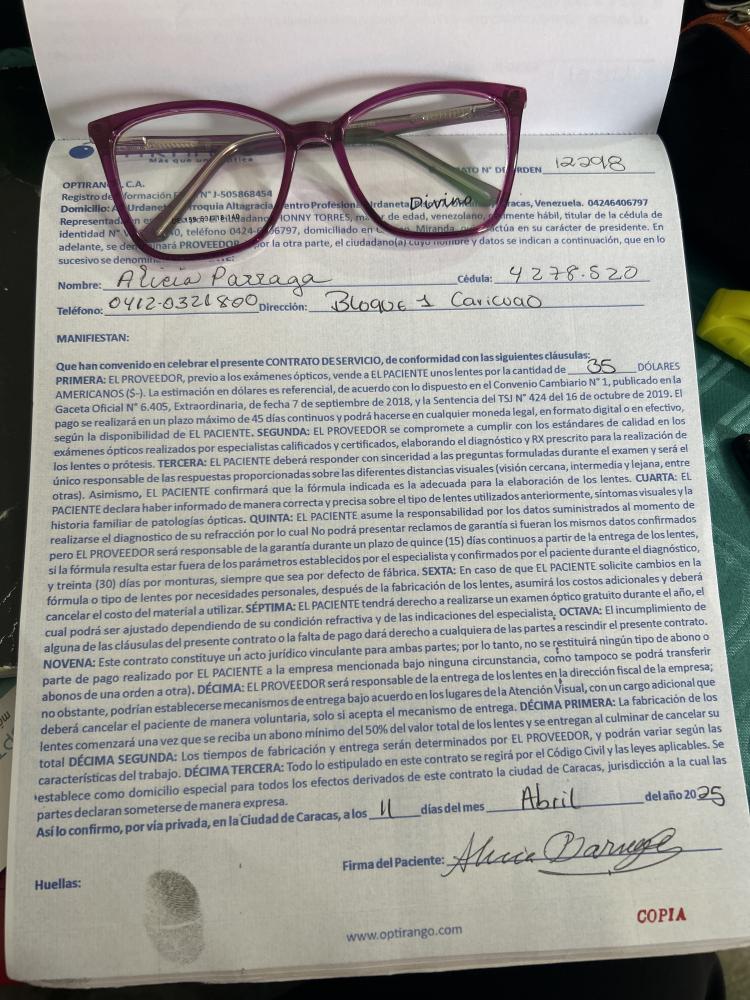 Más que una óptica
ATO N° DE ORDEN 12298
OPTIRANGO, C.A.
Registro de Información N° J-505868454
Domicilio: Av Urdaneta Parroquia Altagracia Centro Profesional Urdaneta Caracas, Venezuela. 04246406797
Divino
Representada en es ciudadano JONNY TORRES, mayor de edad, venezolano, mente hábil, titular de la cédula de
identidad N° V 0, teléfono 0424- 6797, domiciliado en Miranda, actúa en su carácter de presidente. En
adelante, se denominará PROVEEDOR por la otra parte, el ciudadano(a) cuyo nombre y datos se indican a continuación, que en lo
sucesivo se denomin
Nombre: Alicia Parraga Cédula: 4278.520
Teléfono: 0412-0321800 Dirección: Bloque 1 Caricuao
MANIFIESTAN:
Que han convenido en celebrar el presente CONTRATO DE SERVICIO, de conformidad con las siguientes cláusulas:
PRIMERA: EL PROVEEDOR, previo a los exámenes ópticos, vende a EL PACIENTE unos lentes por la cantidad de 35 DÓLARES
AMERICANOS ($-). La estimación en dólares es referencial, de acuerdo con lo dispuesto en el Convenio Cambiario N° 1, publicado en la
Gaceta Oficial N° 6.405, Extraordinaria, de fecha 7 de septiembre de 2018, y la Sentencia del TSJ N° 424 del 16 de octubre de 2019. El
pago se realizará en un plazo máximo de 45 días continuos y podrá hacerse en cualquier moneda legal, en formato digital o en efectivo,
según la disponibilidad de EL PACIENTE. SEGUNDA: EL PROVEEDOR se compromete a cumplir con los estándares de calidad en los
exámenes ópticos realizados por especialistas calificados y certificados, elaborando el diagnóstico y RX prescrito para la realización de
los lentes o prótesis. TERCERA: EL PACIENTE deberá responder con sinceridad a las preguntas formuladas durante el examen y será el
único responsable de las respuestas proporcionadas sobre las diferentes distancias visuales (visión cercana, intermedia y lejana, entre
otras). Asimismo, EL PACIENTE confirmará que la fórmula indicada es la adecuada para la elaboración de los lentes. CUARTA: EL
PACIENTE declara haber informado de manera correcta y precisa sobre el tipo de lentes utilizados anteriormente, síntomas visuales y la
historia familiar de patologías ópticas. QUINTA: EL PACIENTE asume la responsabilidad por los datos suministrados al momento de
realizarse el diagnostico de su refracción por lo cual No podrá presentar reclamos de garantía si fueran los mismos datos confirmados
pero EL PROVEEDOR será responsable de la garantía durante un plazo de quince (15) días continuos a partir de la entrega de los lentes,
si la fórmula resulta estar fuera de los parámetros establecidos por el especialista y confirmados por el paciente durante el diagnóstico,
y treinta (30) días por monturas, siempre que sea por defecto de fábrica. SEXTA: En caso de que EL PACIENTE solicite cambios en la
fórmula o tipo de lentes por necesidades personales, después de la fabricación de los lentes, asumirá los costos adicionales y deberá
cancelar el costo del material a utilizar. SÉPTIMA: EL PACIENTE tendrá derecho a realizarse un examen óptico gratuito durante el año, el
cual podrá ser ajustado dependiendo de su condición refractiva y de las indicaciones del especialista. OCTAVA: El incumplimiento de
alguna de las cláusulas del presente contrato o la falta de pago dará derecho a cualquiera de las partes a rescindir el presente contrato.
NOVENA: Este contrato constituye un acto jurídico vinculante para ambas partes; por lo tanto, no se restituirá ningún tipo de abono o
parte de pago realizado por EL PACIENTE a la empresa mencionada bajo ninguna circunstancia, como tampoco se podrá transferir
abonos de una orden a otra). DÉCIMA: EL PROVEEDOR será responsable de la entrega de los lentes en la dirección fiscal de la empresa;
no obstante, podrían establecerse mecanismos de entrega bajo acuerdo en los lugares de la Atención Visual, con un cargo adicional que
deberá cancelar el paciente de manera voluntaria, solo si acepta el mecanismo de entrega. DÉCIMA PRIMERA: La fabricación de los
lentes comenzará una vez que se reciba un abono mínimo del 50% del valor total de los lentes y se entregan al culminar de cancelar su
total DÉCIMA SEGUNDA: Los tiempos de fabricación y entrega serán determinados por EL PROVEEDOR, y podrán variar según las
características del trabajo. DÉCIMA TERCERA: Todo lo estipulado en este contrato se regirá por el Código Civil y las leyes aplicables. Se
establece como domicilio especial para todos los efectos derivados de este contrato la ciudad de Caracas, jurisdicción a la cual las
partes declaran someterse de manera expresa.
Así lo confirmo, por vía privada, en la Ciudad de Caracas, a los 11 días del mes Abril del año 2025
Firma del Paciente: Alicia Parraga
Huellas:
COPIA
www.optirango.com